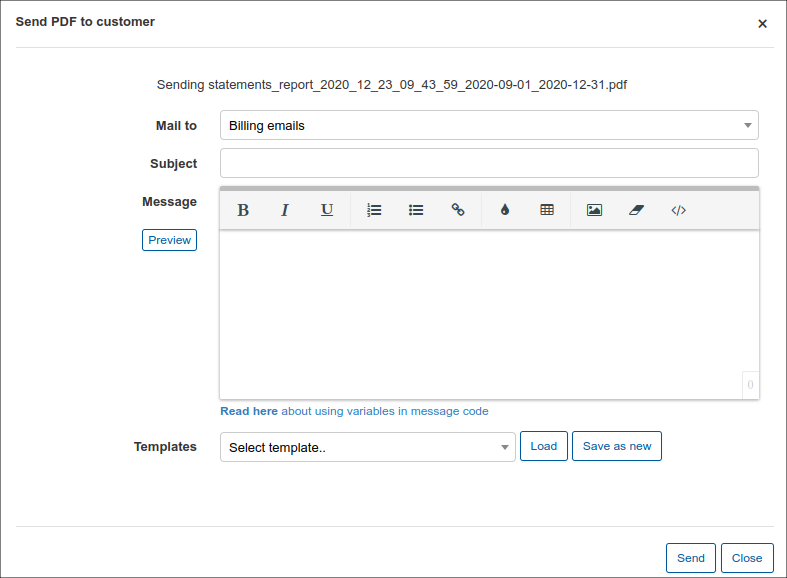 Send PDF to customer
×
Sending statements_report_2020_12_23_09_43_59_2020-09-01_2020-12-31.pdf
Mail to
Billing emails
Subject
Message
B I U
Preview
0
Read here about using variables in message code
Templates
Select template..
Load
Save as new
Send
Close